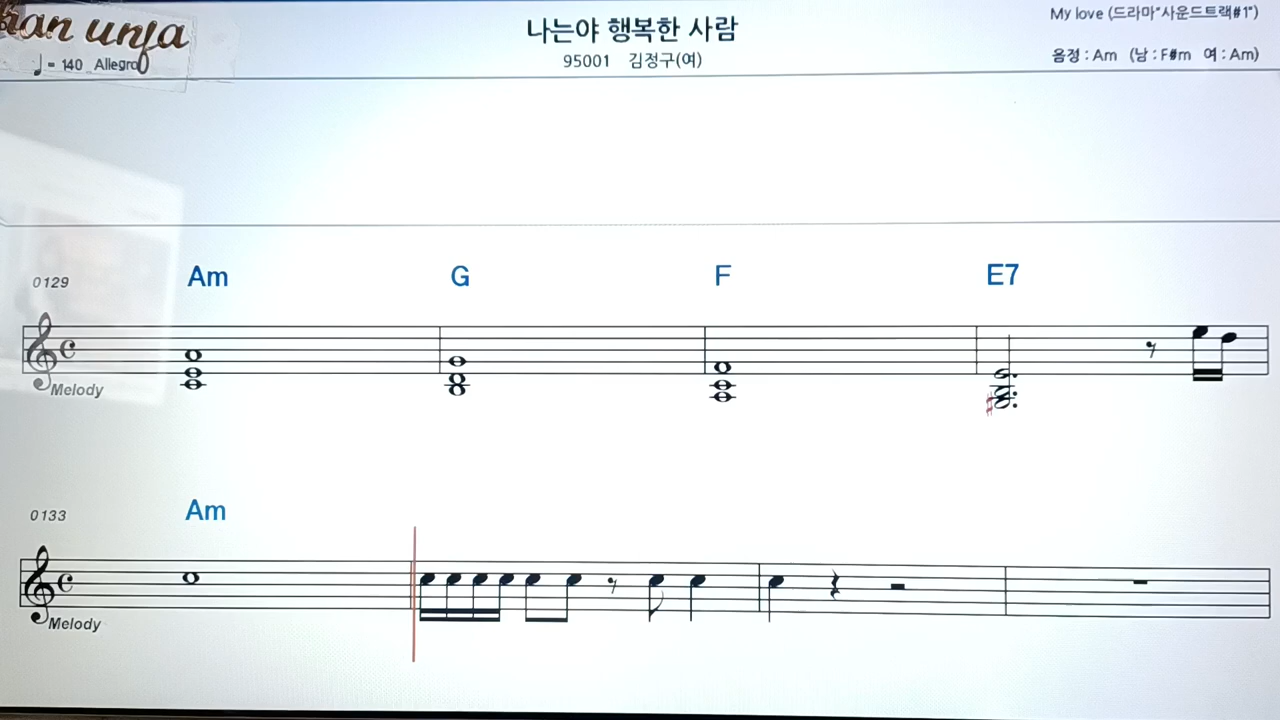 나는야 행복한 사람
My love (드라마"사운드트랙#1")
♩= 140 Allegro
95001 김정구(여)
음정 : Am (남 : F#m 여 : Am)
0129 Am G F E7
Melody
0133 Am
Melody